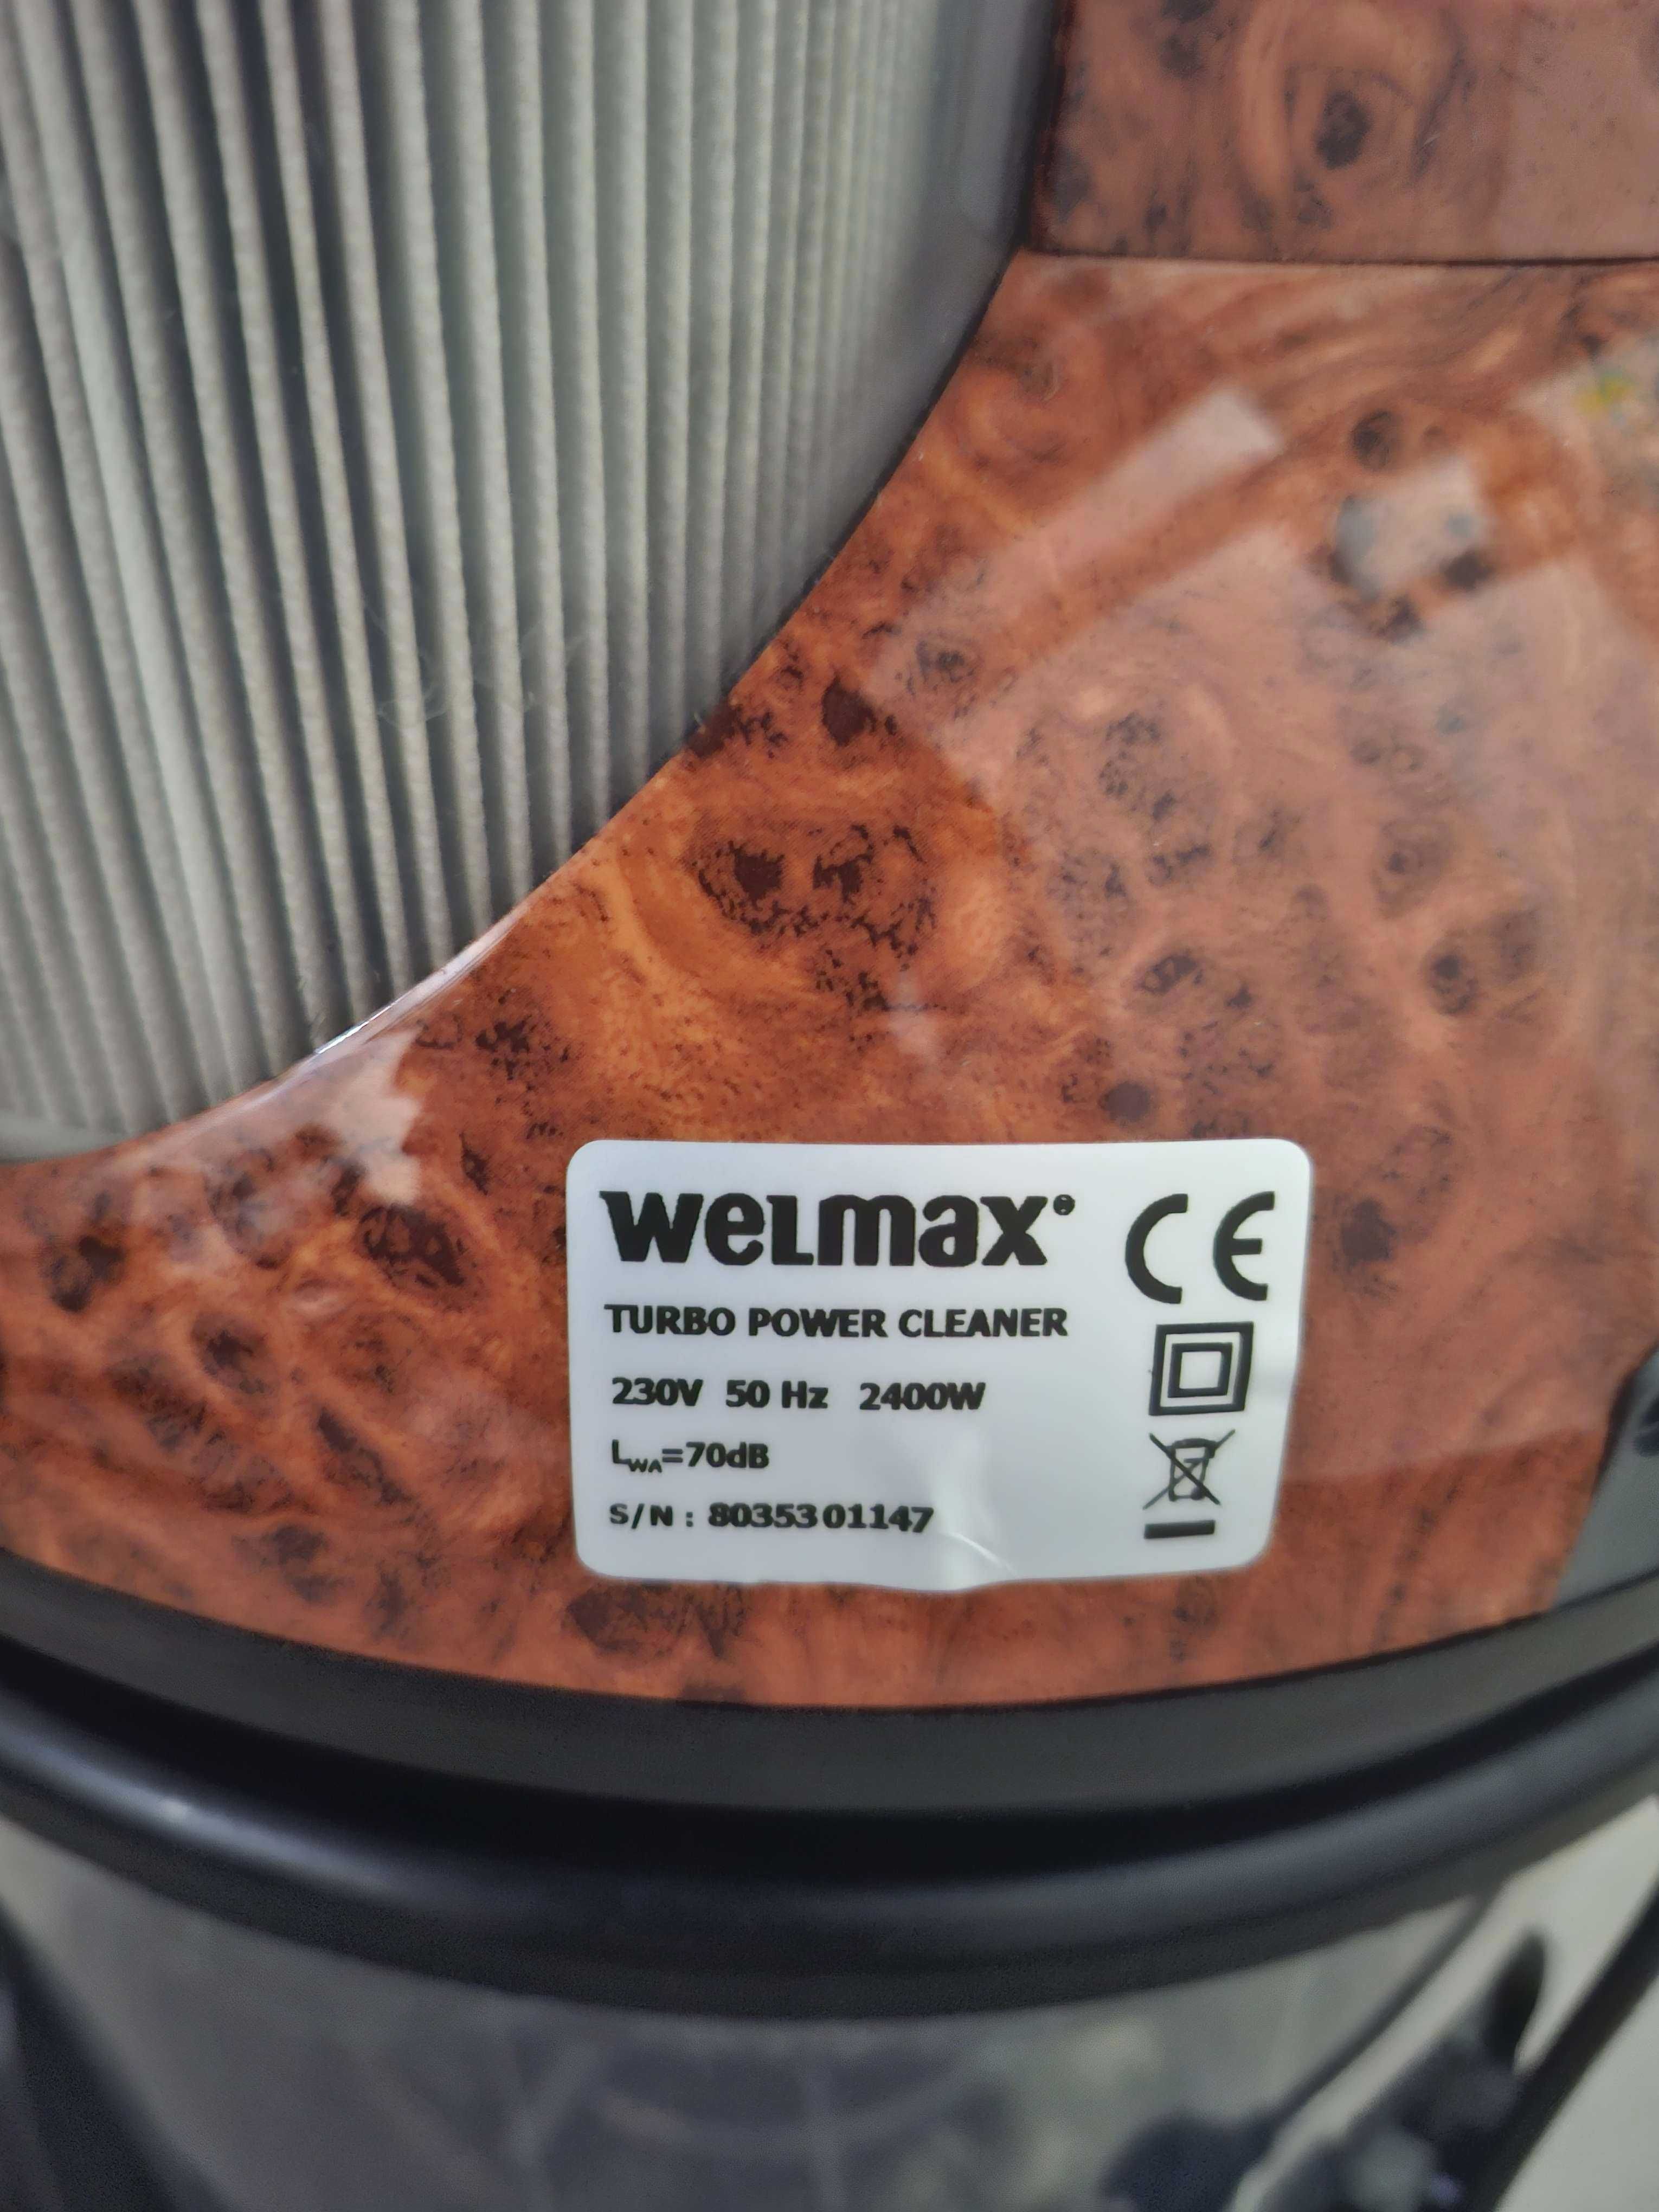 welmax®
CE
TURBO POWER CLEANER
230V 50 Hz 2400W
LWA=70dB
S/N : 8035301147